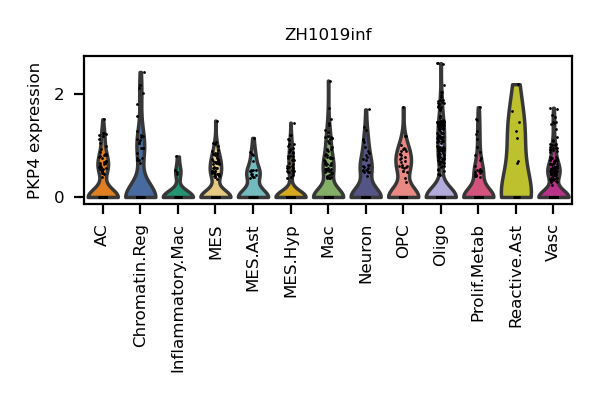 ZH1019inf
PKP4 expression
2
0
AC
Chromatin.Reg
Inflammatory.Mac
MES
MES.Ast
MES.Hyp
Mac
Neuron
OPC
Oligo
Prolif.Metab
Reactive.Ast
Vasc